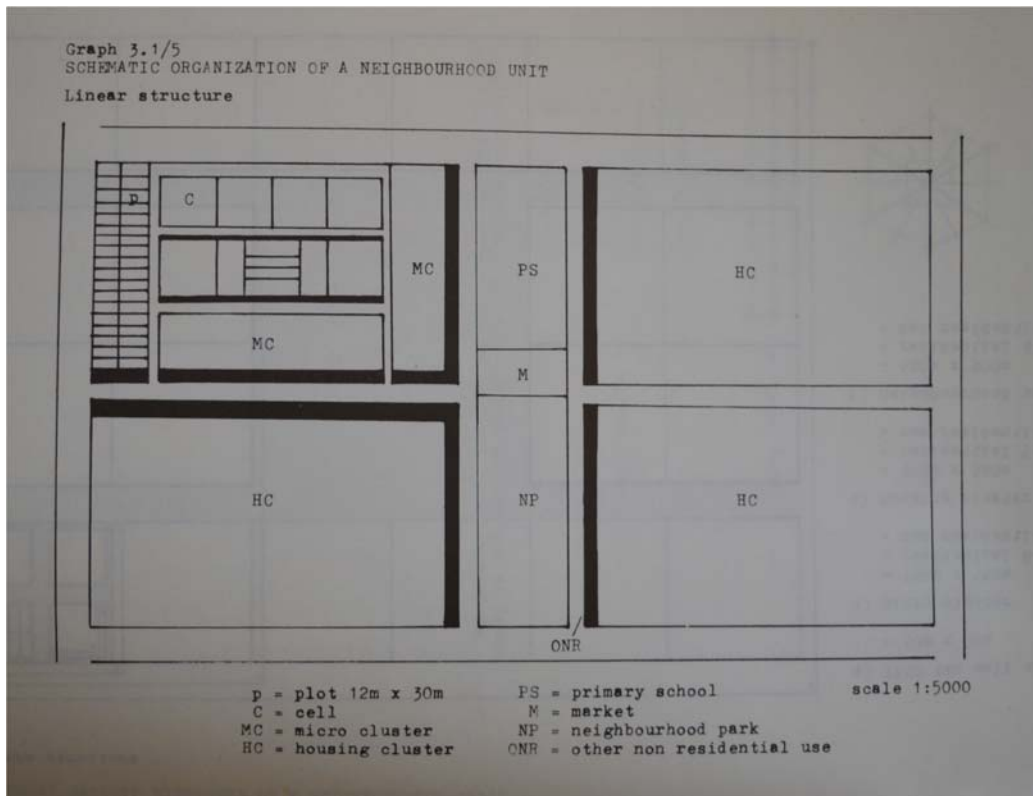 Graph 3.1/5
SCHEMATIC ORGANIZATION OF A NEIGHBOURHOOD UNIT
Linear structure
p
C
MC
PS
HC
MC
M
HC
NP
HC
ONR
p = plot 12m x 30m
C = cell
MC = micro cluster
HC = housing cluster
PS = primary school
M = market
NP = neighbourhood park
ONR = other non residential use
scale 1:5000